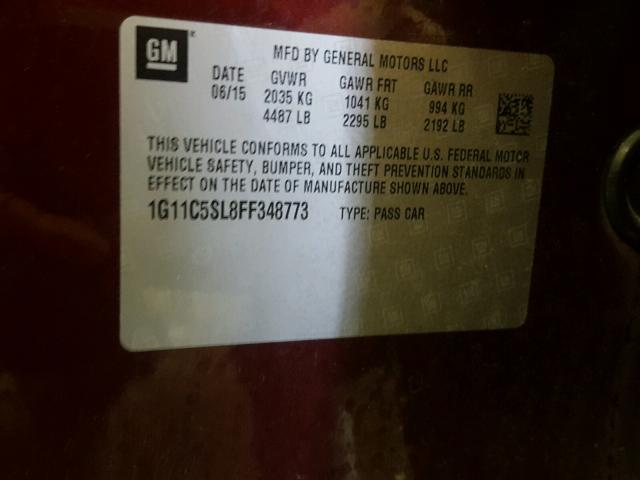 GM
MFD BY GENERAL MOTORS LLC
DATE GVWR GAWR FRT GAWR RR
06/15 2035 KG 1041 KG 994 KG
4487 LB 2295 LB 2192 LB
THIS VEHICLE CONFORMS TO ALL APPLICABLE U.S. FEDERAL MOTOR
VEHICLE SAFETY, BUMPER, AND THEFT PREVENTION STANDARDS IN
EFFECT ON THE DATE OF MANUFACTURE SHOWN ABOVE.
1G11C5SL8FF348773 TYPE: PASS CAR